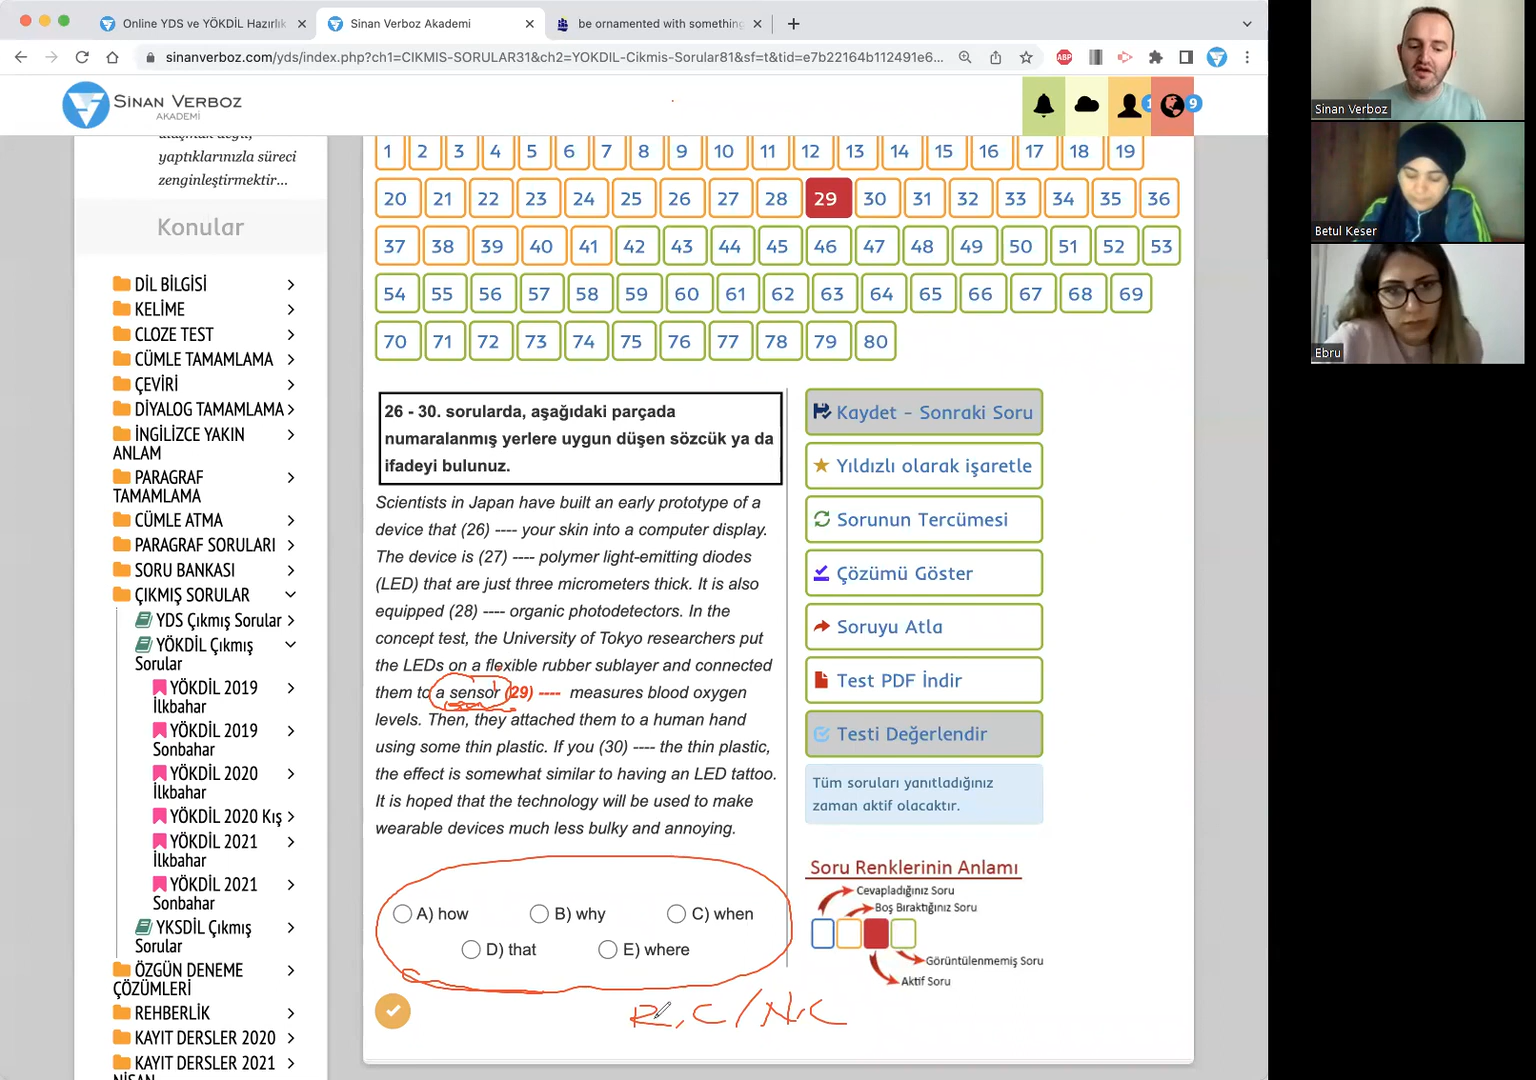 Online YDS ve YÖKDİL Hazırlık
Sinan Verboz Akademi
be ornamented with something
sinanverboz.com/yds/index.php?ch1=CIKMIS-SORULAR31&ch2=YOKDIL-Cikmis-Sorular81&sf=t&tid=e7b22164b112491e6...
ABP
SİNAN VERBOZ
AKADEMİ
1
9
ulaşmak değil,
yaptıklarınızla süreci
zenginleştirmektir...
Konular
DİL BİLGİSİ
KELİME
CLOZE TEST
CÜMLE TAMAMLAMA
ÇEVİRİ
DİYALOG TAMAMLAMA
İNGİLİZCE YAKIN
ANLAM
PARAGRAF
TAMAMLAMA
CÜMLE ATMA
PARAGRAF SORULARI
SORU BANKASI
ÇIKMIŞ SORULAR
YDS Çıkmış Sorular
YÖKDİL Çıkmış
Sorular
YÖKDİL 2019
İlkbahar
YÖKDİL 2019
Sonbahar
YÖKDİL 2020
İlkbahar
YÖKDİL 2020 Kış
YÖKDİL 2021
İlkbahar
YÖKDİL 2021
Sonbahar
YKSDİL Çıkmış
Sorular
ÖZGÜN DENEME
ÇÖZÜMLERİ
REHBERLİK
KAYIT DERSLER 2020
KAYIT DERSLER 2021
NİSAN
1 2 3 4 5 6 7 8 9 10 11 12 13 14 15 16 17 18 19
20 21 22 23 24 25 26 27 28 29 30 31 32 33 34 35 36
37 38 39 40 41 42 43 44 45 46 47 48 49 50 51 52 53
54 55 56 57 58 59 60 61 62 63 64 65 66 67 68 69
70 71 72 73 74 75 76 77 78 79 80
26 - 30. sorularda, aşağıdaki parçada
numaralanmış yerlere uygun düşen sözcük ya da
ifadeyi bulunuz.
Scientists in Japan have built an early prototype of a
device that (26) ---- your skin into a computer display.
The device is (27) ---- polymer light-emitting diodes
(LED) that are just three micrometers thick. It is also
equipped (28) ---- organic photodetectors. In the
concept test, the University of Tokyo researchers put
the LEDs on a flexible rubber sublayer and connected
them to a sensor (29) ---- measures blood oxygen
levels. Then, they attached them to a human hand
using some thin plastic. If you (30) ---- the thin plastic,
the effect is somewhat similar to having an LED tattoo.
It is hoped that the technology will be used to make
wearable devices much less bulky and annoying.
A) how
B) why
C) when
D) that
E) where
R.C / N.C
Kaydet - Sonraki Soru
Yıldızlı olarak işaretle
Sorunun Tercümesi
Çözümü Göster
Soruyu Atla
Test PDF İndir
Testi Değerlendir
Tüm soruları yanıtladığınız
zaman aktif olacaktır.
Soru Renklerinin Anlamı
Cevapladığınız Soru
Boş Bıraktığınız Soru
Görüntülenmemiş Soru
Aktif Soru
Sinan Verboz
Betul Keser
Ebru